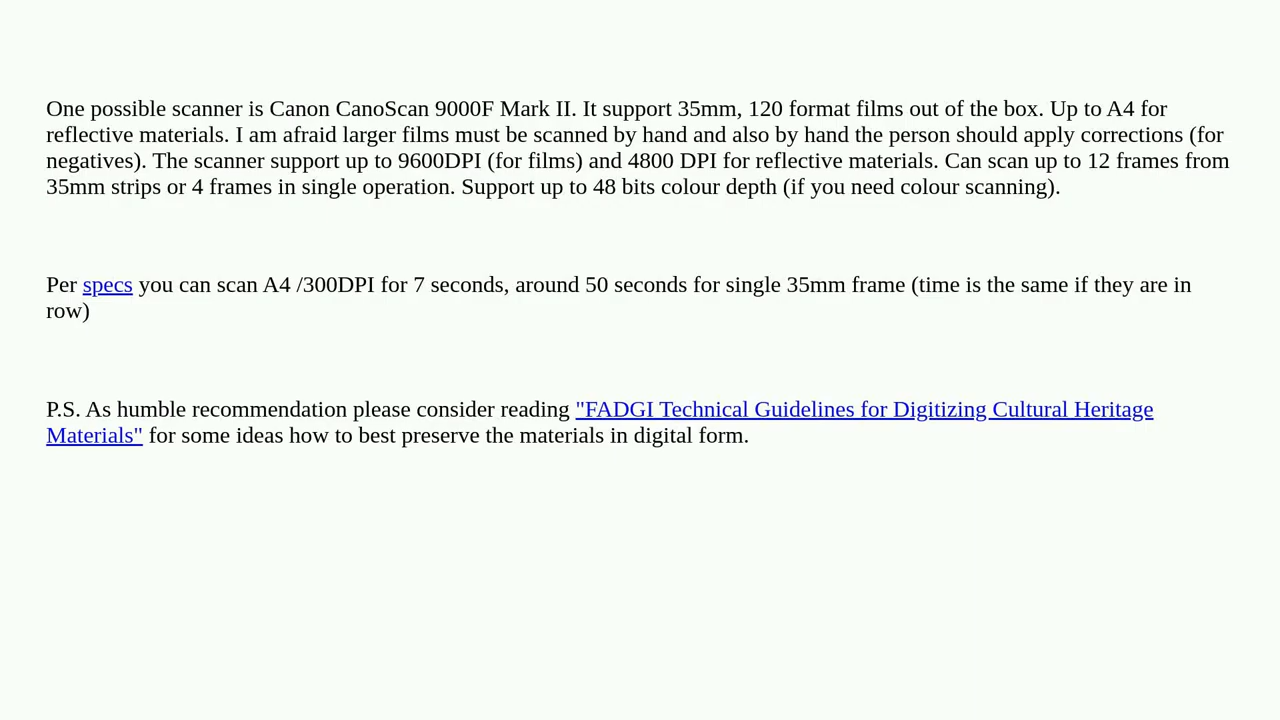 One possible scanner is Canon CanoScan 9000F Mark II. It support 35mm, 120 format films out of the box. Up to A4 for
reflective materials. I am afraid larger films must be scanned by hand and also by hand the person should apply corrections (for
negatives). The scanner support up to 9600DPI (for films) and 4800 DPI for reflective materials. Can scan up to 12 frames from
35mm strips or 4 frames in single operation. Support up to 48 bits colour depth (if you need colour scanning).
Per specs you can scan A4 /300DPI for 7 seconds, around 50 seconds for single 35mm frame (time is the same if they are in
row)
P.S. As humble recommendation please consider reading "FADGI Technical Guidelines for Digitizing Cultural Heritage
Materials" for some ideas how to best preserve the materials in digital form.